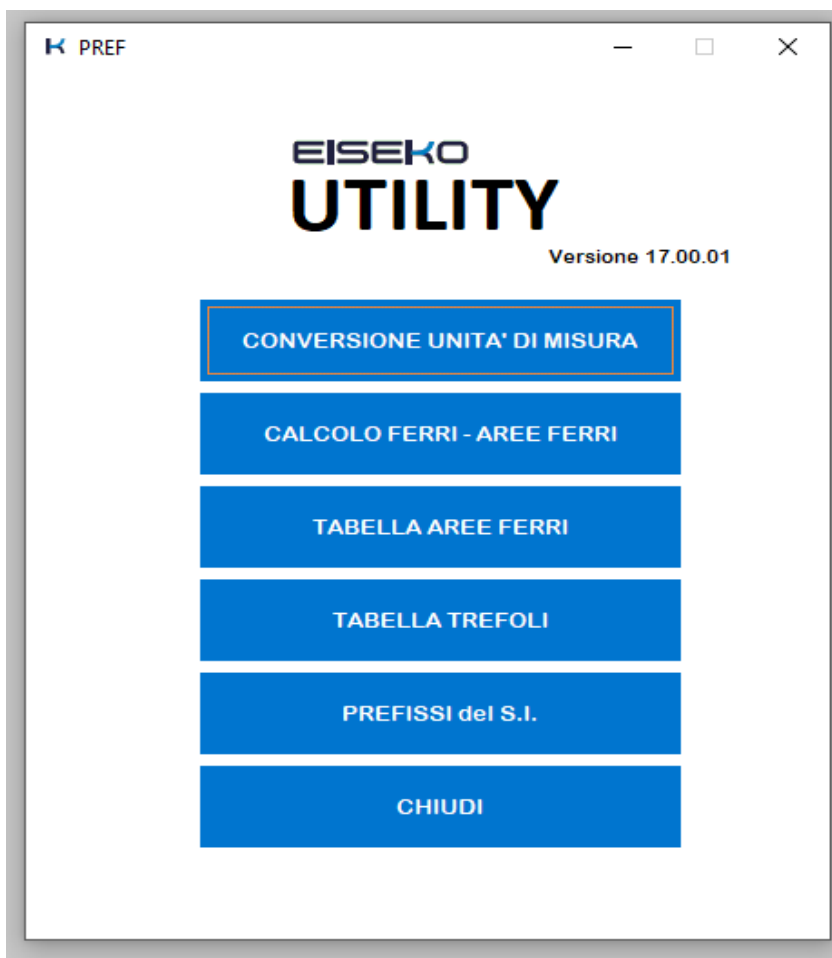 PREF
EISEKO
UTILITY
Versione 17.00.01
CONVERSIONE UNITA' DI MISURA
CALCOLO FERRI - AREE FERRI
TABELLA AREE FERRI
TABELLA TREFOLI
PREFISSI del S.I.
CHIUDI